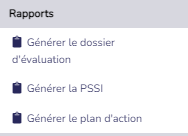 Rapports
Générer le dossier
d'évaluation
Générer la PSSI
Générer le plan d'action